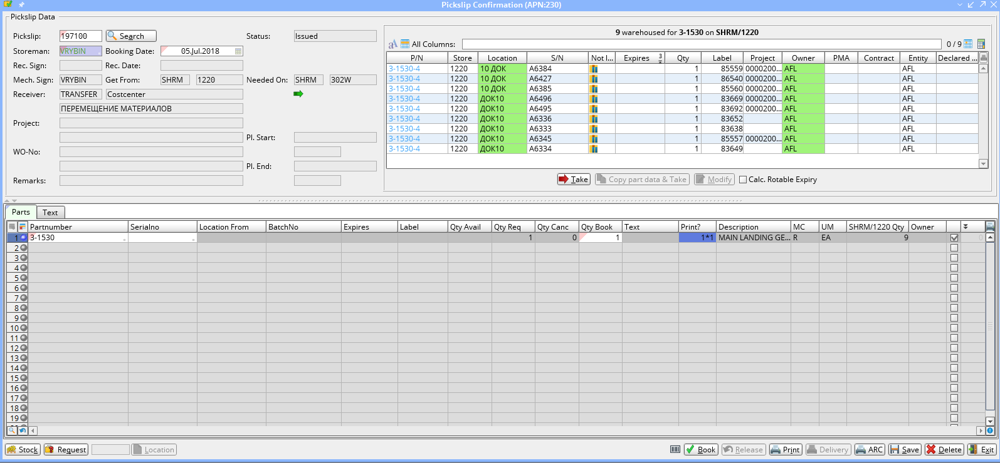 Pickslip Confirmation (APN:230)
Pickslip Data
Pickslip: 197100 Search Status: Issued
Storeman: VRYBIN Booking Date: 05.Jul.2018
Rec. Sign: Rec. Date:
Mech. Sign: VRYBIN Get From: SHRM 1220 Needed On: SHRM 302W
Receiver: TRANSFER Costcenter
ПЕРЕМЕЩЕНИЕ МАТЕРИАЛОВ
Project:
Pl. Start:
WO-No:
Pl. End:
Remarks:
9 warehoused for 3-1530 on SHRM/1220
All Columns: 0 / 9
P/N Store Location S/N Not I... Expires 3 Qty Label Project Owner PMA Contract Entity Declared ...
3-1530-4 1220 10 ДОК A6384 1 85559 0000200... AFL AFL
3-1530-4 1220 10 ДОК A6427 1 86540 0000200... AFL AFL
3-1530-4 1220 10 ДОК A6385 1 85560 0000200... AFL AFL
3-1530-4 1220 ДОК10 A6496 1 83669 0000200... AFL AFL
3-1530-4 1220 ДОК10 A6495 1 83692 0000200... AFL AFL
3-1530-4 1220 ДОК10 A6336 1 83652 AFL AFL
3-1530-4 1220 ДОК10 A6333 1 83638 AFL AFL
3-1530-4 1220 ДОК10 A6345 1 85557 0000200... AFL AFL
3-1530-4 1220 ДОК10 A6334 1 83649 AFL AFL
Take Copy part data & Take Modify Calc. Rotable Expiry
Parts Text
Partnumber Serialno Location From BatchNo Expires Label Qty Avail Qty Req Qty Canc Qty Book Text Print? Description MC UM SHRM/1220 Qty Owner
1 3-1530 1 0 1 1*1 MAIN LANDING GE... R EA 9 0
2
3
4
5
6
7
8
9
10
11
12
13
14
15
16
17
18
19
Stock Request Location Book Release Print Delivery ARC Save Delete Exit